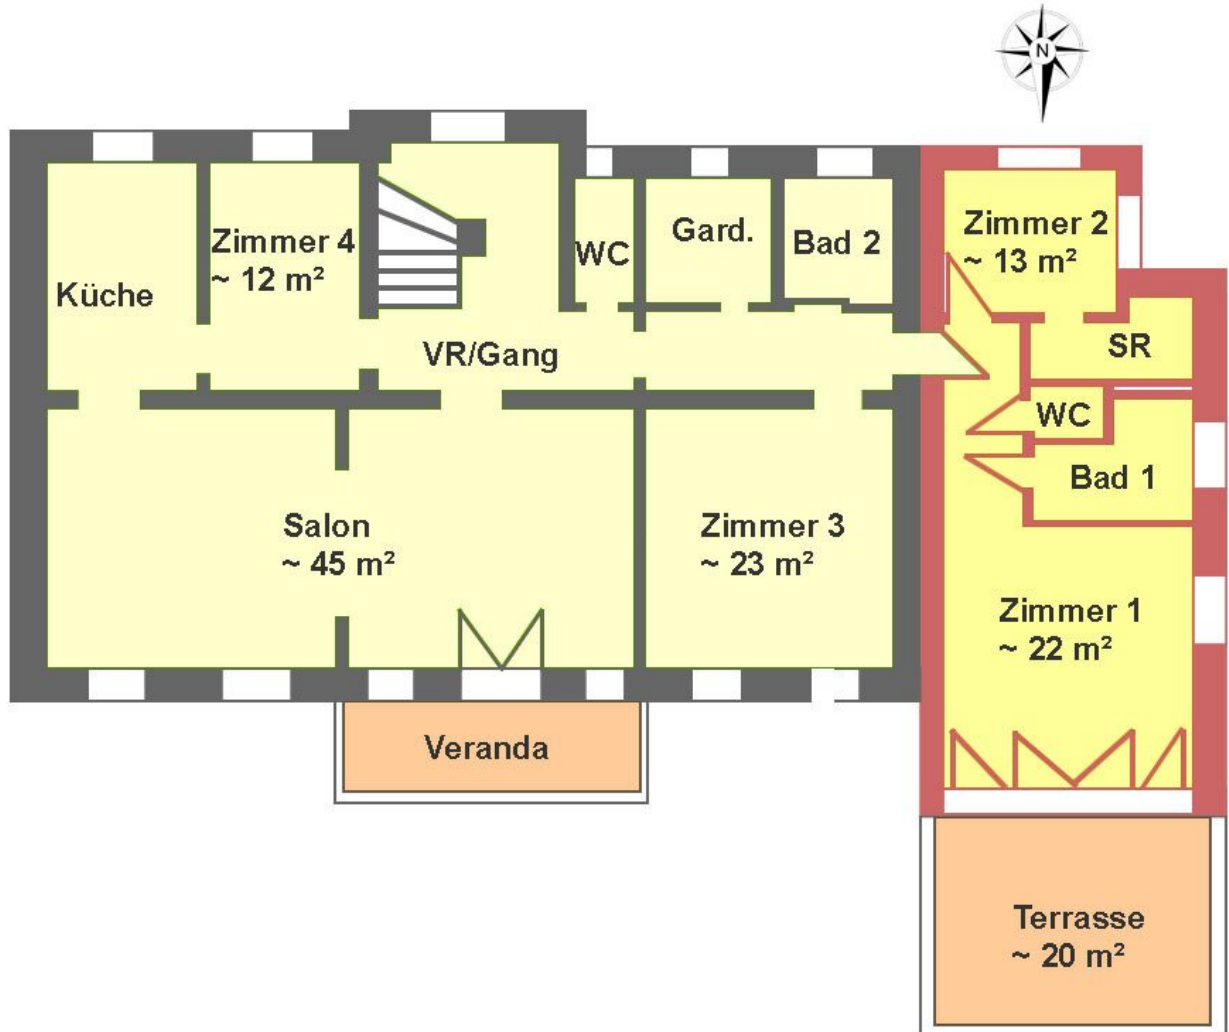 N
Küche
Zimmer 4
~ 12 m²
WC
Gard.
Bad 2
Zimmer 2
~ 13 m²
VR/Gang
SR
WC
Bad 1
Salon
~ 45 m²
Zimmer 3
~ 23 m²
Zimmer 1
~ 22 m²
Veranda
Terrasse
~ 20 m²